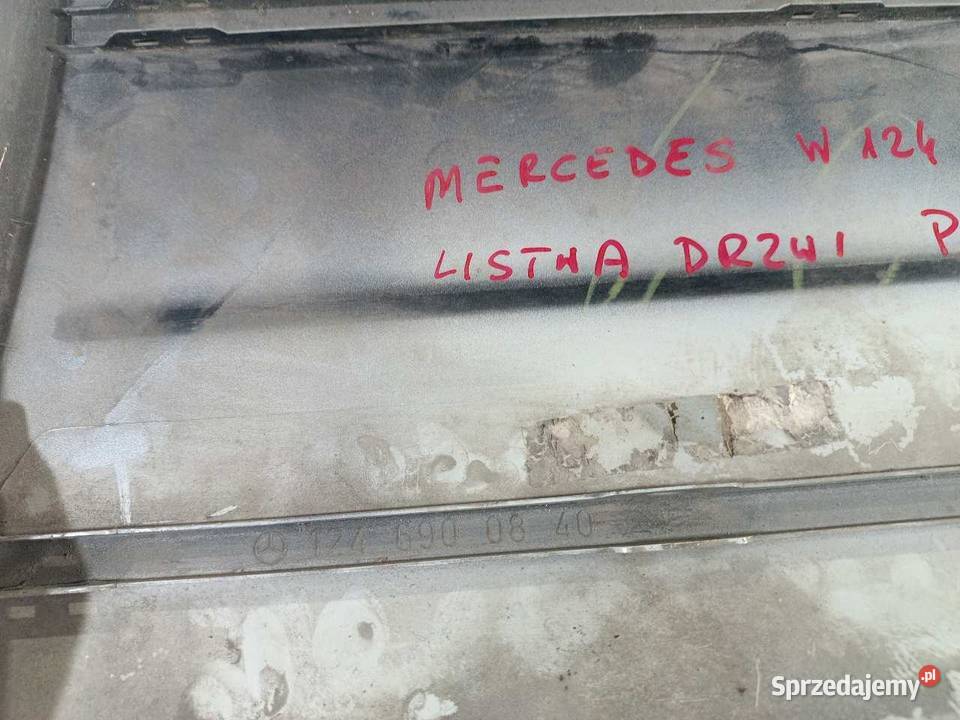 MERCEDES W 124
LISTWA DRZWI P
124 690 08 40
Sprzedajemy.pl